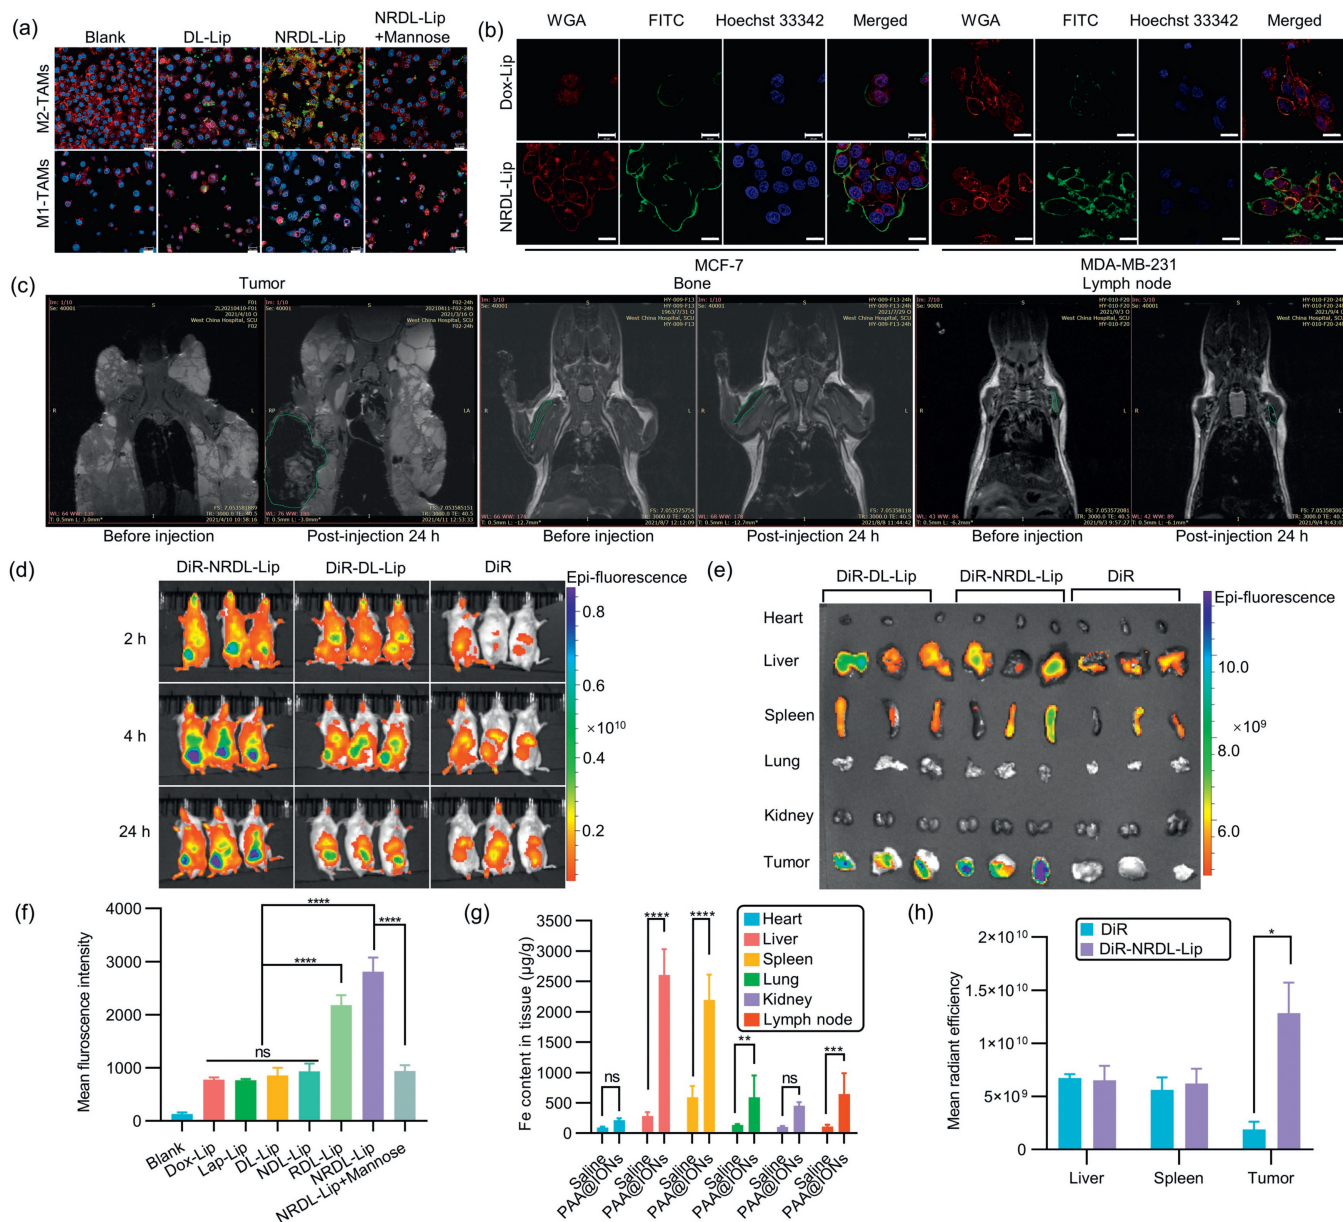 (a)
Blank
DL-Lip
NRDL-Lip
NRDL-Lip
+Mannose
M2-TAMs
M1-TAMs
(b)
WGA
FITC
Hoechst 33342
Merged
WGA
FITC
Hoechst 33342
Merged
Dox-Lip
NRDL-Lip
MCF-7
MDA-MB-231
(c)
Tumor
Bone
Lymph node
Before injection
Post-injection 24 h
Before injection
Post-injection 24 h
Before injection
Post-injection 24 h
(d)
DiR-NRDL-Lip
DiR-DL-Lip
DiR
Epi-fluorescence
2 h
4 h
24 h
0.8
0.6
×10¹⁰
0.4
0.2
(e)
DiR-DL-Lip
DiR-NRDL-Lip
DiR
Epi-fluorescence
Heart
Liver
Spleen
Lung
Kidney
Tumor
10.0
×10⁹
8.0
6.0
(f)
Mean fluroscence intensity
4000
3000
2000
1000
0
****
****
****
ns
Blank
Dox-Lip
Lap-Lip
DL-Lip
NDL-Lip
RDL-Lip
NRDL-Lip
NRDL-Lip+Mannose
(g)
Fe content in tissue (µg/g)
3500
3000
2500
2000
1500
1000
500
0
ns
****
****
**
ns
***
Heart
Liver
Spleen
Lung
Kidney
Lymph node
Saline
PAA@IONs
Saline
PAA@IONs
Saline
PAA@IONs
Saline
PAA@IONs
Saline
PAA@IONs
Saline
PAA@IONs
(h)
Mean radiant efficiency
DiR
DiR-NRDL-Lip
2×10¹⁰
1.5×10¹⁰
1×10¹⁰
5×10⁹
0
*
Liver
Spleen
Tumor